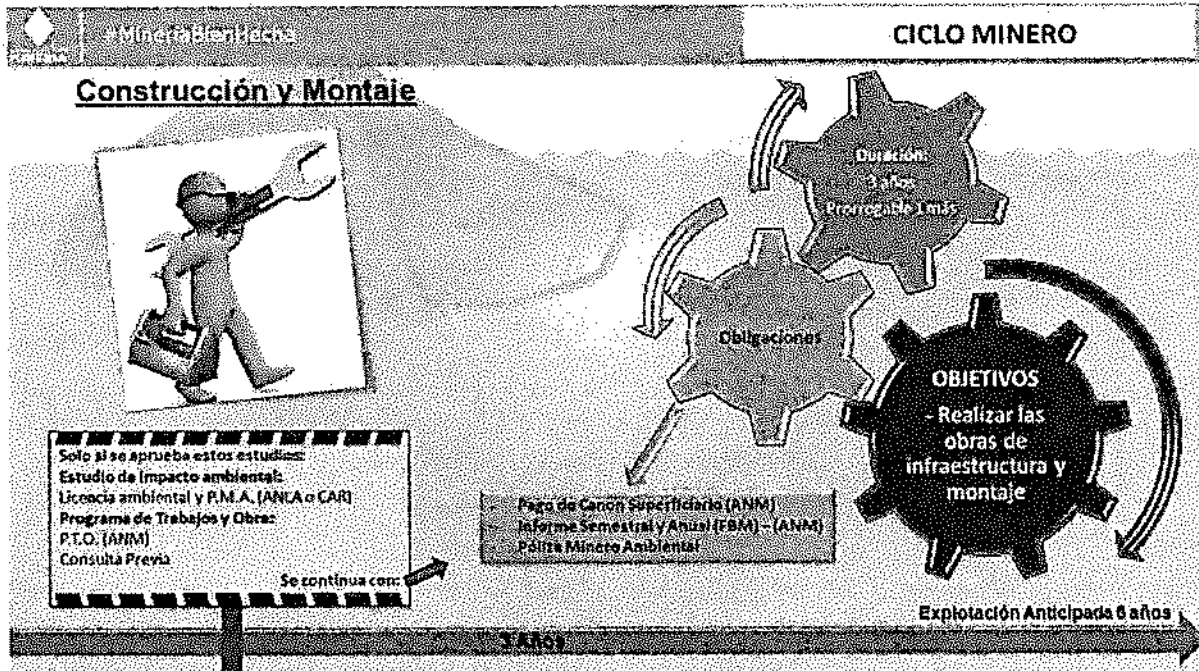 #MineríaBienHecha
CICLO MINERO
Construcción y Montaje
Duración:
3 años
Prorrogable 1 más
Obligaciones
OBJETIVOS
- Realizar las
obras de
infraestructura y
montaje
Solo si se aprueba estos estudios:
Estudio de Impacto ambiental:
Licencia ambiental y P.M.A. (ANLA o CAR)
Programa de Trabajos y Obras:
P.T.O. (ANM)
Consulta Previa
Se continua con:
- Pago de Canon Superficiario (ANM)
- Informe Semestral y Anual (FBM) – (ANM)
- Póliza Minero Ambiental
Explotación Anticipada 6 años
3 Años